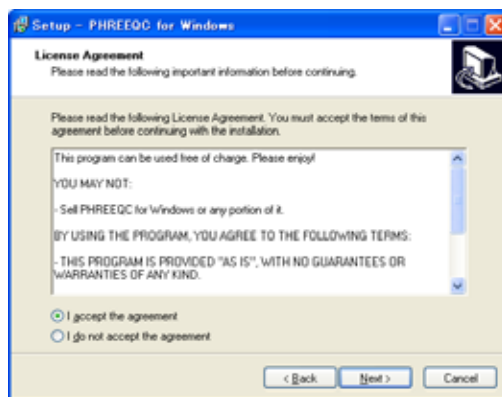 Setup - PHREEQC for Windows
License Agreement
Please read the following important information before continuing.
Please read the following License Agreement. You must accept the terms of this
agreement before continuing with the installation.
This program can be used free of charge. Please enjoy!
YOU MAY NOT:
- Sell PHREEQC for Windows or any portion of it.
BY USING THE PROGRAM, YOU AGREE TO THE FOLLOWING TERMS:
- THIS PROGRAM IS PROVIDED "AS IS", WITH NO GUARANTEES OR
WARRANTIES OF ANY KIND.
I accept the agreement
I do not accept the agreement
< Back
Next >
Cancel